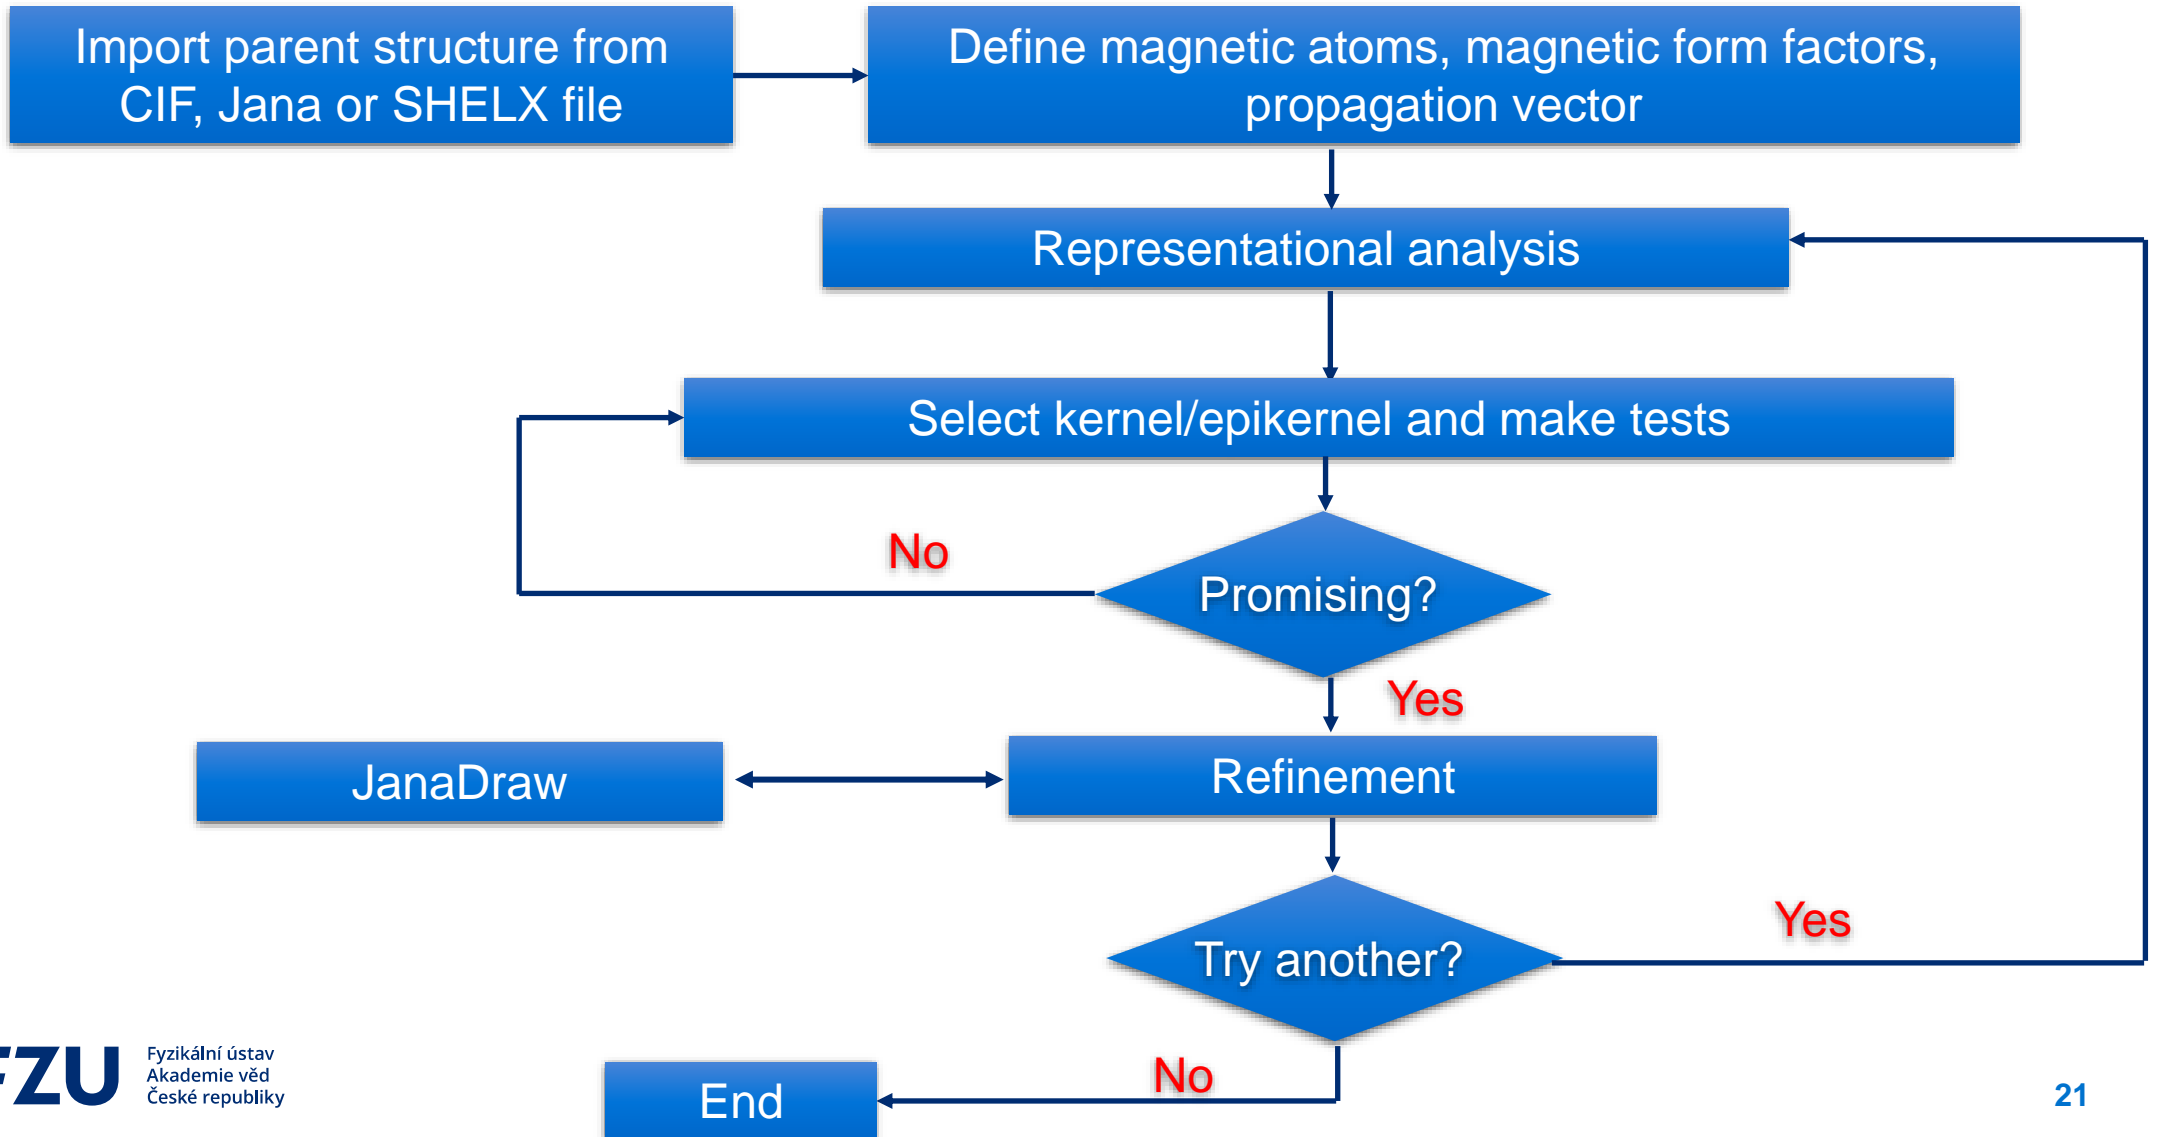 Import parent structure from
CIF, Jana or SHELX file
Define magnetic atoms, magnetic form factors,
propagation vector
Representational analysis
Select kernel/epikernel and make tests
No
Promising?
Yes
JanaDraw
Refinement
Yes
Try another?
No
End
FZU
Fyzikální ústav
Akademie věd
České republiky
21